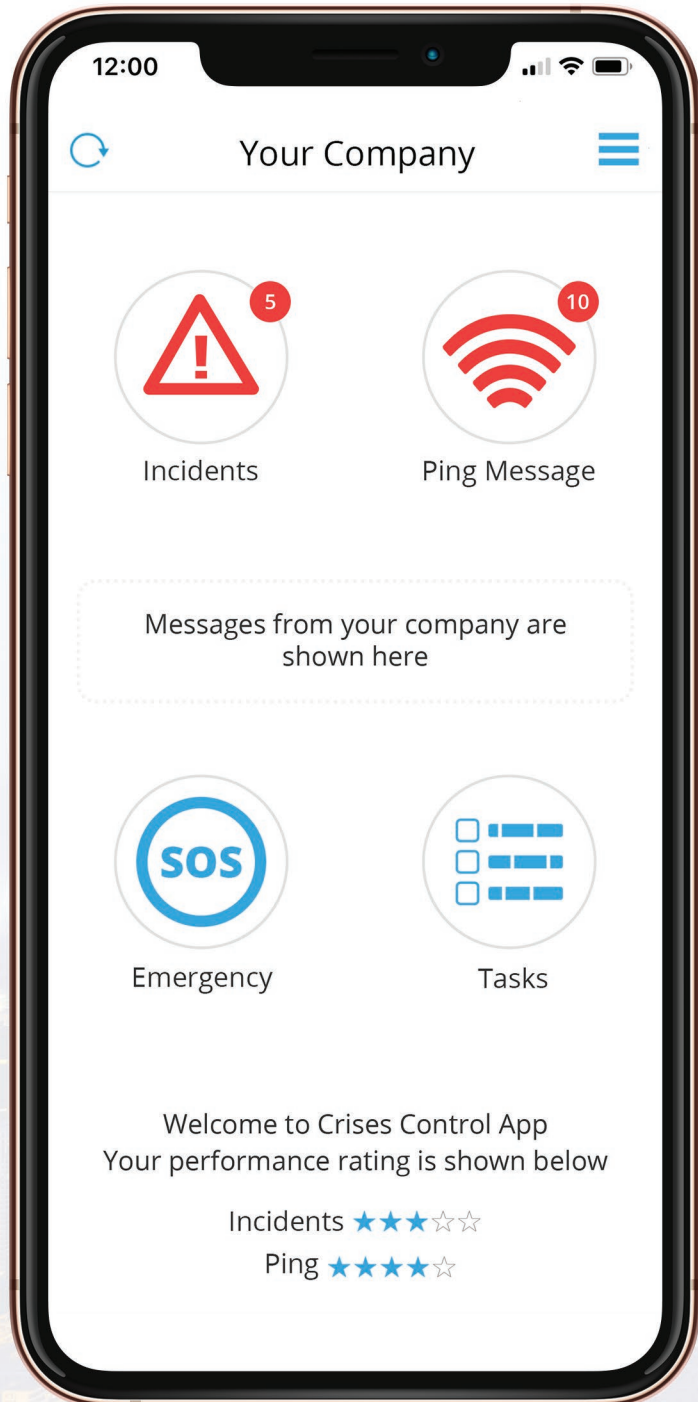 12:00
Your Company
5
10
!
Incidents
Ping Message
Messages from your company are
shown here
SOS
Emergency
Tasks
Welcome to Crises Control App
Your performance rating is shown below
Incidents ★★★☆☆
Ping ★★★★☆